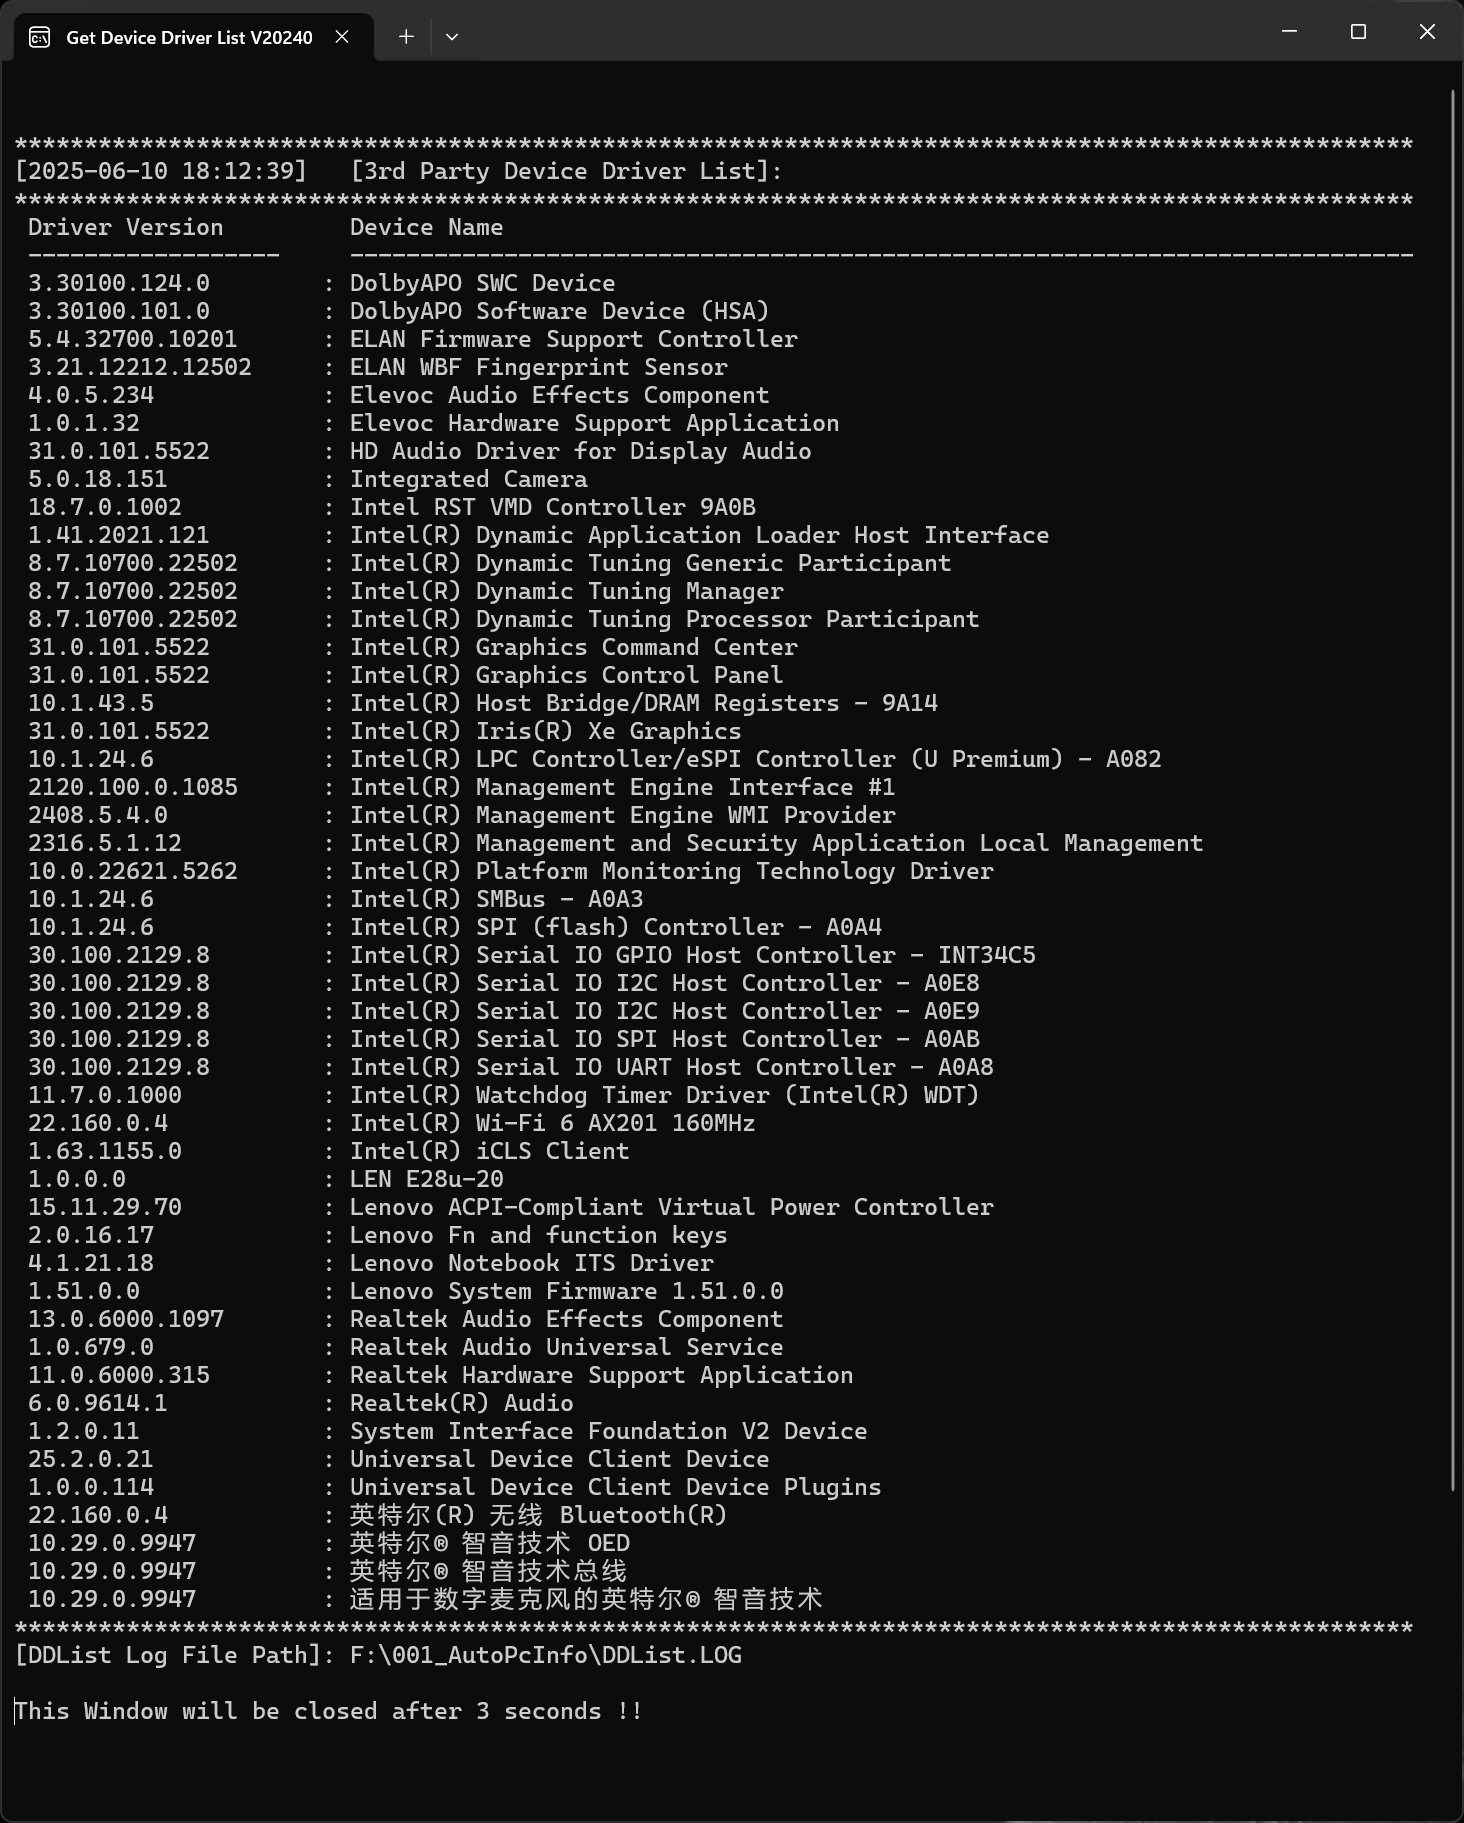 Get Device Driver List V20240
****************************************************************************************************
[2025-06-10 18:12:39]   [3rd Party Device Driver List]:
****************************************************************************************************
 Driver Version         Device Name
 ------------------     ----------------------------------------------------------------------------
 3.30100.124.0        : DolbyAPO SWC Device
 3.30100.101.0        : DolbyAPO Software Device (HSA)
 5.4.32700.10201      : ELAN Firmware Support Controller
 3.21.12212.12502     : ELAN WBF Fingerprint Sensor
 4.0.5.234            : Elevoc Audio Effects Component
 1.0.1.32             : Elevoc Hardware Support Application
 31.0.101.5522        : HD Audio Driver for Display Audio
 5.0.18.151           : Integrated Camera
 18.7.0.1002          : Intel RST VMD Controller 9A0B
 1.41.2021.121        : Intel(R) Dynamic Application Loader Host Interface
 8.7.10700.22502      : Intel(R) Dynamic Tuning Generic Participant
 8.7.10700.22502      : Intel(R) Dynamic Tuning Manager
 8.7.10700.22502      : Intel(R) Dynamic Tuning Processor Participant
 31.0.101.5522        : Intel(R) Graphics Command Center
 31.0.101.5522        : Intel(R) Graphics Control Panel
 10.1.43.5            : Intel(R) Host Bridge/DRAM Registers - 9A14
 31.0.101.5522        : Intel(R) Iris(R) Xe Graphics
 10.1.24.6            : Intel(R) LPC Controller/eSPI Controller (U Premium) - A082
 2120.100.0.1085      : Intel(R) Management Engine Interface #1
 2408.5.4.0           : Intel(R) Management Engine WMI Provider
 2316.5.1.12          : Intel(R) Management and Security Application Local Management
 10.0.22621.5262      : Intel(R) Platform Monitoring Technology Driver
 10.1.24.6            : Intel(R) SMBus - A0A3
 10.1.24.6            : Intel(R) SPI (flash) Controller - A0A4
 30.100.2129.8        : Intel(R) Serial IO GPIO Host Controller - INT34C5
 30.100.2129.8        : Intel(R) Serial IO I2C Host Controller - A0E8
 30.100.2129.8        : Intel(R) Serial IO I2C Host Controller - A0E9
 30.100.2129.8        : Intel(R) Serial IO SPI Host Controller - A0AB
 30.100.2129.8        : Intel(R) Serial IO UART Host Controller - A0A8
 11.7.0.1000          : Intel(R) Watchdog Timer Driver (Intel(R) WDT)
 22.160.0.4           : Intel(R) Wi-Fi 6 AX201 160MHz
 1.63.1155.0          : Intel(R) iCLS Client
 1.0.0.0              : LEN E28u-20
 15.11.29.70          : Lenovo ACPI-Compliant Virtual Power Controller
 2.0.16.17            : Lenovo Fn and function keys
 4.1.21.18            : Lenovo Notebook ITS Driver
 1.51.0.0             : Lenovo System Firmware 1.51.0.0
 13.0.6000.1097       : Realtek Audio Effects Component
 1.0.679.0            : Realtek Audio Universal Service
 11.0.6000.315        : Realtek Hardware Support Application
 6.0.9614.1           : Realtek(R) Audio
 1.2.0.11             : System Interface Foundation V2 Device
 25.2.0.21            : Universal Device Client Device
 1.0.0.114            : Universal Device Client Device Plugins
 22.160.0.4           : 英特尔(R) 无线 Bluetooth(R)
 10.29.0.9947         : 英特尔® 智音技术 OED
 10.29.0.9947         : 英特尔® 智音技术总线
 10.29.0.9947         : 适用于数字麦克风的英特尔® 智音技术
****************************************************************************************************
[DDList Log File Path]: F:\001_AutoPcInfo\DDList.LOG
This Window will be closed after 3 seconds !!